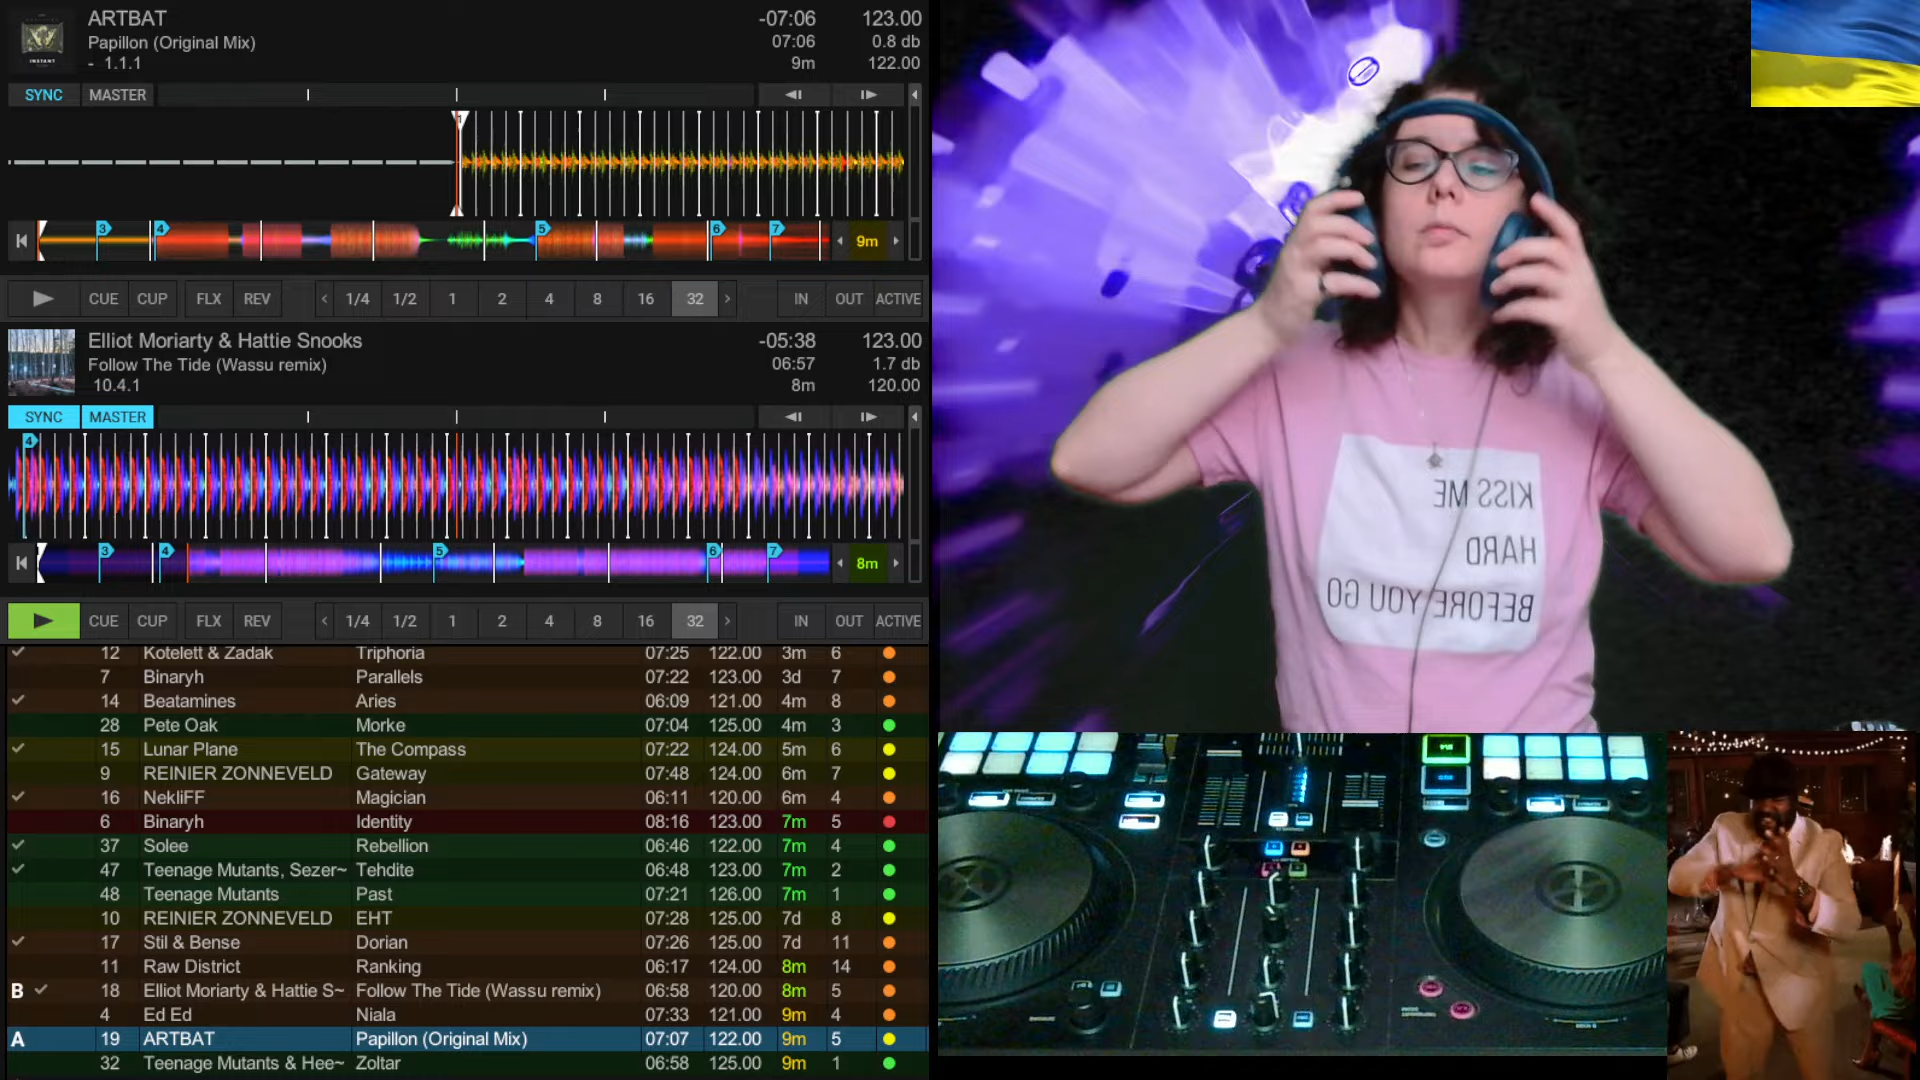 ARTBAT
Papillon (Original Mix)
- 1.1.1
-07:06 123.00
07:06 0.8 db
9m 122.00
INSTANT
SYNC MASTER
1
3 4 5 6 7
9m
CUE CUP FLX REV 1/4 1/2 1 2 4 8 16 32 IN OUT ACTIVE
Elliot Moriarty & Hattie Snooks
Follow The Tide (Wassu remix)
10.4.1
-05:38 123.00
06:57 1.7 db
8m 120.00
SYNC MASTER
4
3 4 5 6 7
8m
CUE CUP FLX REV 1/4 1/2 1 2 4 8 16 32 IN OUT ACTIVE
12 Kotelett & Zadak Triphoria 07:25 122.00 3m 6
7 Binaryh Parallels 07:22 123.00 3d 7
14 Beatamines Aries 06:09 121.00 4m 8
28 Pete Oak Morke 07:04 125.00 4m 3
15 Lunar Plane The Compass 07:22 124.00 5m 6
9 REINIER ZONNEVELD Gateway 07:48 124.00 6m 7
16 NekliFF Magician 06:11 120.00 6m 4
6 Binaryh Identity 08:16 123.00 7m 5
37 Solee Rebellion 06:46 122.00 7m 4
47 Teenage Mutants, Sezer~ Tehdite 06:48 123.00 7m 2
48 Teenage Mutants Past 07:21 126.00 7m 1
10 REINIER ZONNEVELD EHT 07:28 125.00 7d 8
17 Stil & Bense Dorian 07:26 125.00 7d 11
11 Raw District Ranking 06:17 124.00 8m 14
B 18 Elliot Moriarty & Hattie S~ Follow The Tide (Wassu remix) 06:58 120.00 8m 5
4 Ed Ed Niala 07:33 121.00 9m 4
A 19 ARTBAT Papillon (Original Mix) 07:07 122.00 9m 5
32 Teenage Mutants & Hee~ Zoltar 06:58 125.00 9m 1
KISS ME
HARD
BEFORE YOU GO